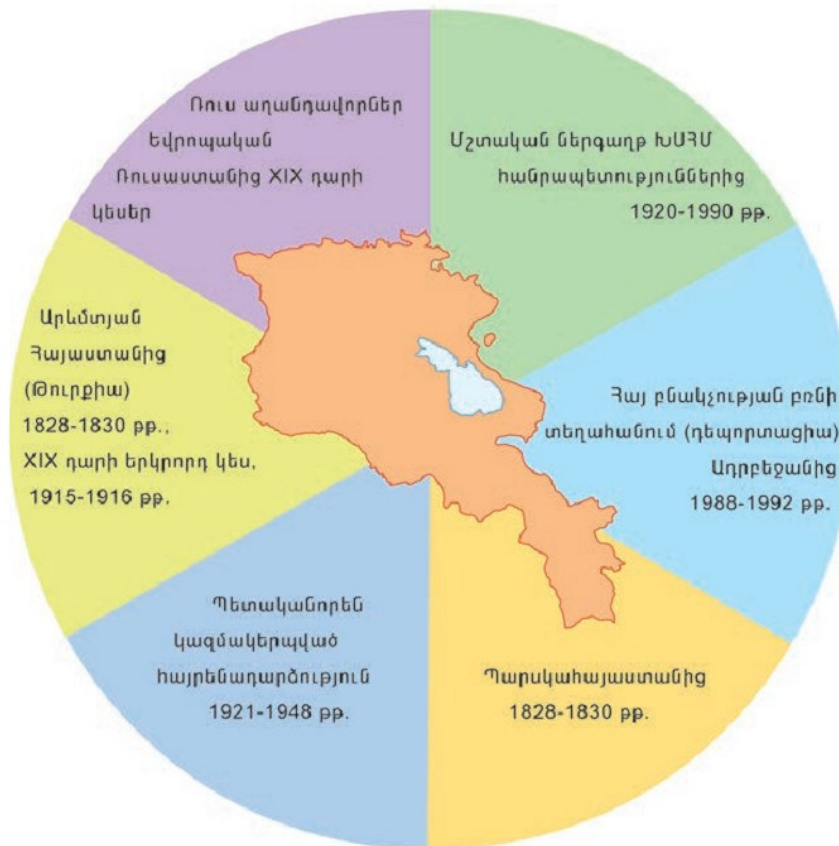 Ռուս աղանդավորներ
Եվրոպական
Ռուսաստանից XIX դարի
կեսեր
Մշտական ներգաղթ ԽՍՀՄ
հանրապետություններից
1920-1990 թթ.
Արևմտյան
Հայաստանից
(Թուրքիա)
1828-1830 թթ.,
XIX դարի երկրորդ կես,
1915-1916 թթ.
Հայ բնակչության բռնի
տեղահանում (դեպորտացիա)
Ադրբեջանից
1988-1992 թթ.
Պետականորեն
կազմակերպված
հայրենադարձություն
1921-1948 թթ.
Պարսկահայաստանից
1828-1830 թթ.